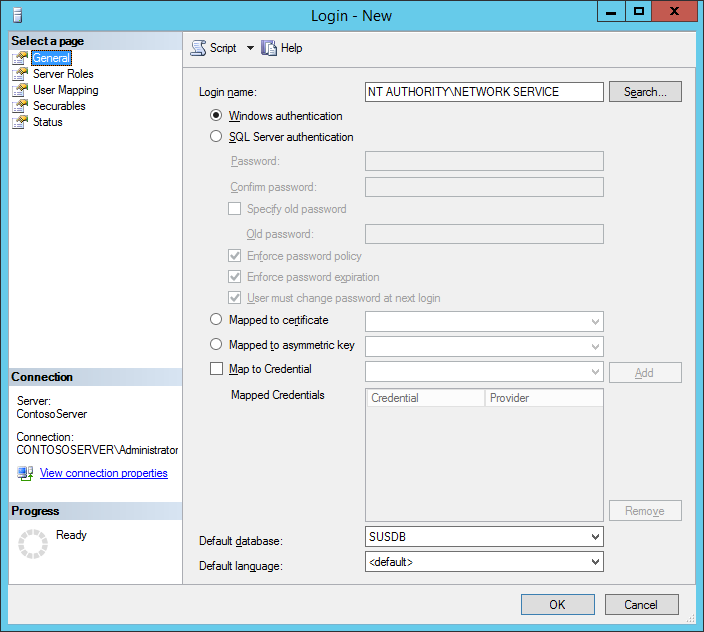 Login - New
Select a page
General
Server Roles
User Mapping
Securables
Status
Script
Help
Login name:
NT AUTHORITY\NETWORK SERVICE
Search...
Windows authentication
SQL Server authentication
Password:
Confirm password:
Specify old password
Old password:
Enforce password policy
Enforce password expiration
User must change password at next login
Mapped to certificate
Mapped to asymmetric key
Map to Credential
Add
Mapped Credentials
Credential Provider
Remove
Default database:
SUSDB
Default language:
<default>
Connection
Server:
ContosoServer
Connection:
CONTOSOSERVER\Administrator
View connection properties
Progress
Ready
OK
Cancel